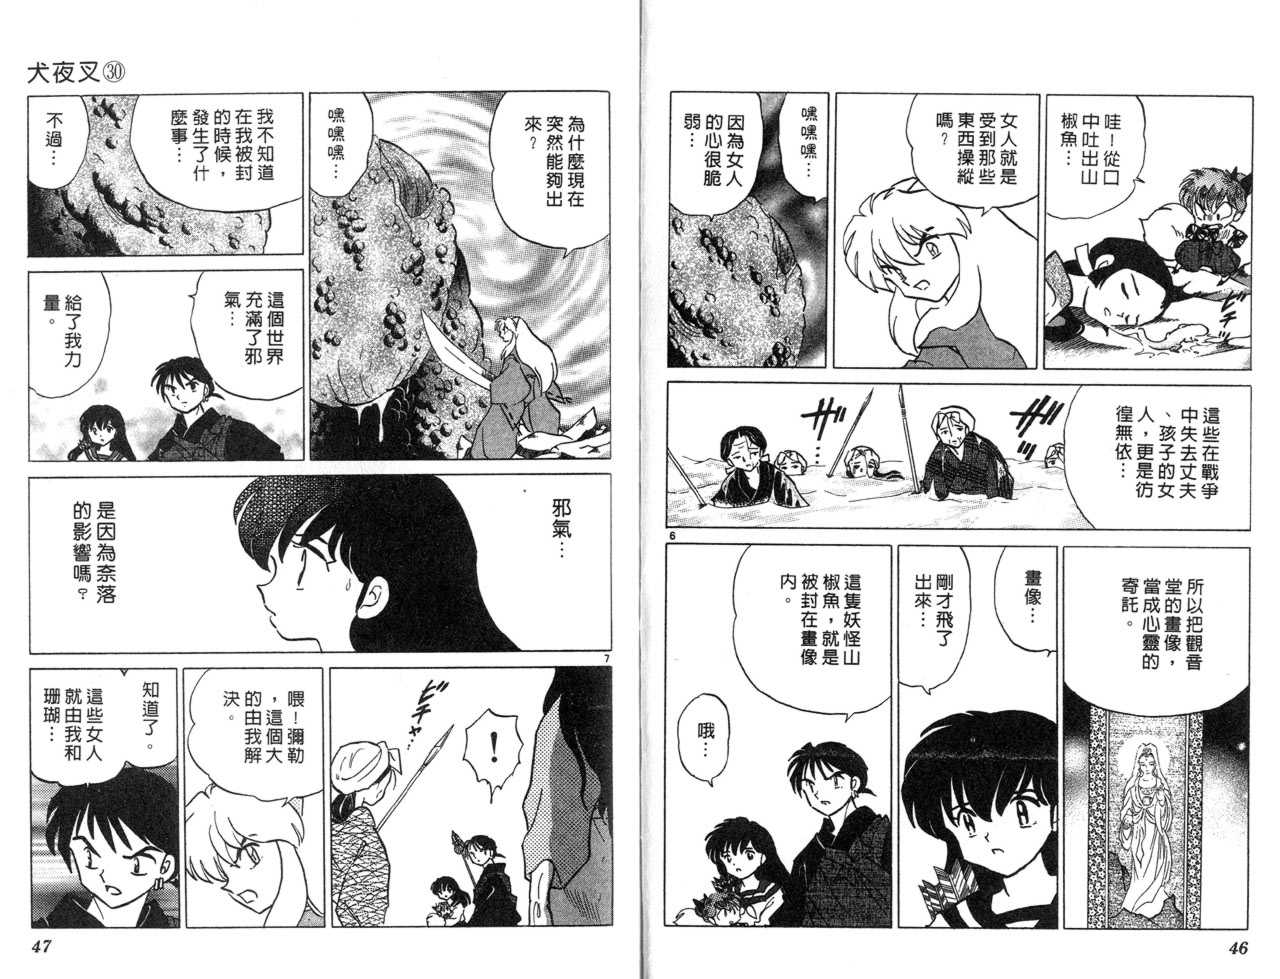 哇！從口
中吐出山
椒魚…
女人就是
受到那些
東西操縱
嗎？
嘿
嘿
嘿…
因為女人
的心很脆
弱…
這些在戰爭
中失去丈夫
、孩子的女
人，更是彷
徨無依…
6
所以把觀音
堂的畫像，
當成心靈的
寄託。
畫像…
剛才飛了
出來…
這隻妖怪山
椒魚，就是
被封在畫像
內。
哦…
46
犬夜叉㉚
為什麼現在
突然能夠出
來？
嘿
嘿
嘿…
我不知道
在我被封
的時候，
發生了什
麼事…
不過…
這個世界
充滿了邪
氣…
給了我力
量。
邪氣…
是因為奈落
的影響嗎？
7
！
喂！彌勒
，這個大
的由我解
決。
知道了。
這些女人
就由我和
珊瑚…
47